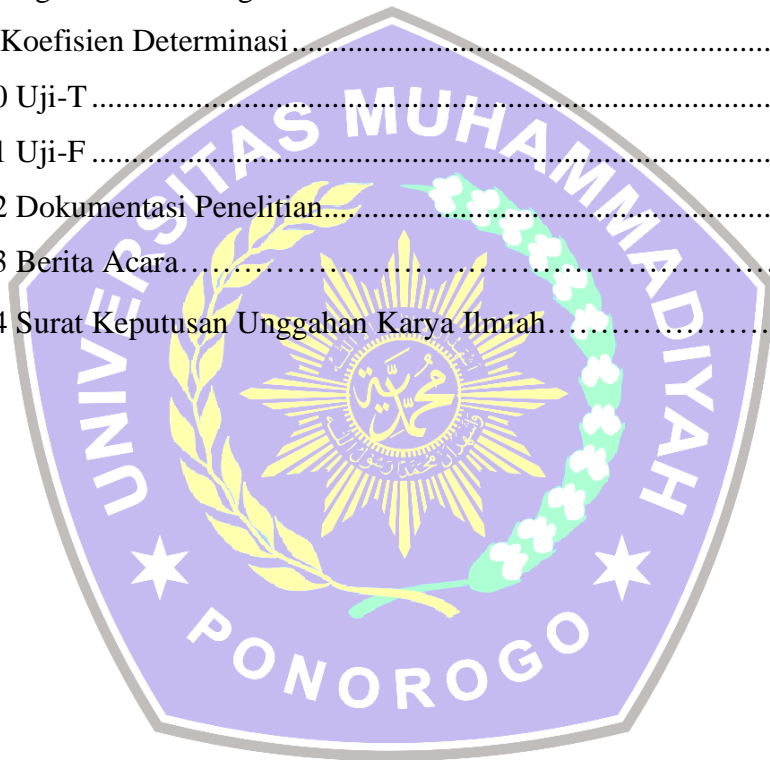 Koefisien Determinasi........................................................
0 Uji-T........................................................
1 Uji-F........................................................
2 Dokumentasi Penelitian........................................................
3 Berita Acara………………………………………………
4 Surat Keputusan Unggahan Karya Ilmiah…………………
UNIVERSITAS MUHAMMADIYAH
PONOROGO
محمدية